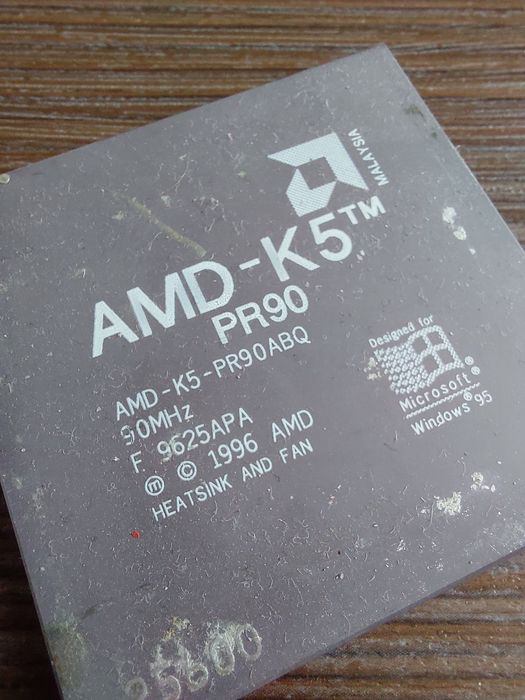 MALAYSIA
AMD-K5™
PR90
AMD-K5-PR90ABQ
90MHz
F 9625APA
ⓜ © 1996 AMD
HEATSINK AND FAN
Designed for
Microsoft®
Windows®95